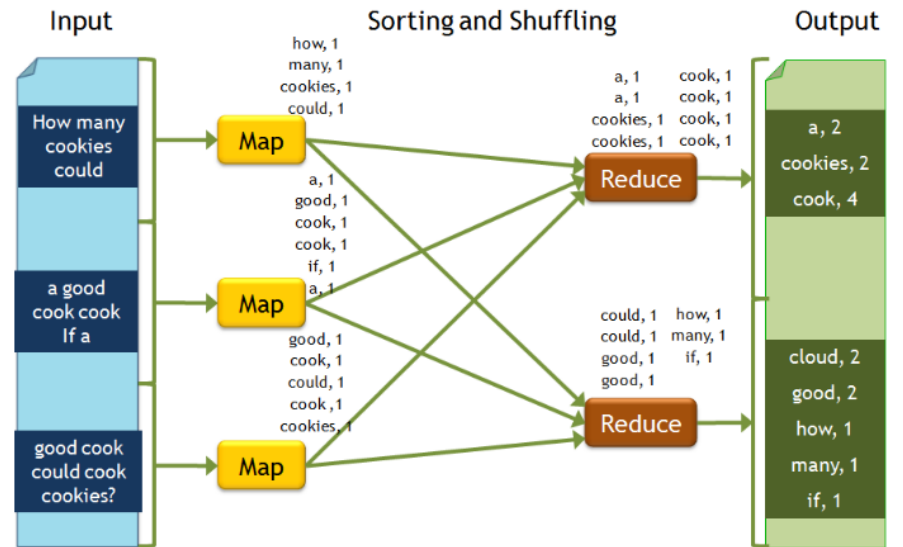 Input
Sorting and Shuffling
Output
How many
cookies
could
a good
cook cook
If a
good cook
could cook
cookies?
how, 1
many, 1
cookies, 1
could, 1
Map
a, 1
good, 1
cook, 1
cook, 1
if, 1
a, 1
Map
good, 1
cook, 1
could, 1
cook ,1
cookies, 1
Map
a, 1
a, 1
cookies, 1
cookies, 1
cook, 1
cook, 1
cook, 1
cook, 1
Reduce
could, 1
could, 1
good, 1
good, 1
how, 1
many, 1
if, 1
Reduce
a, 2
cookies, 2
cook, 4
cloud, 2
good, 2
how, 1
many, 1
if, 1